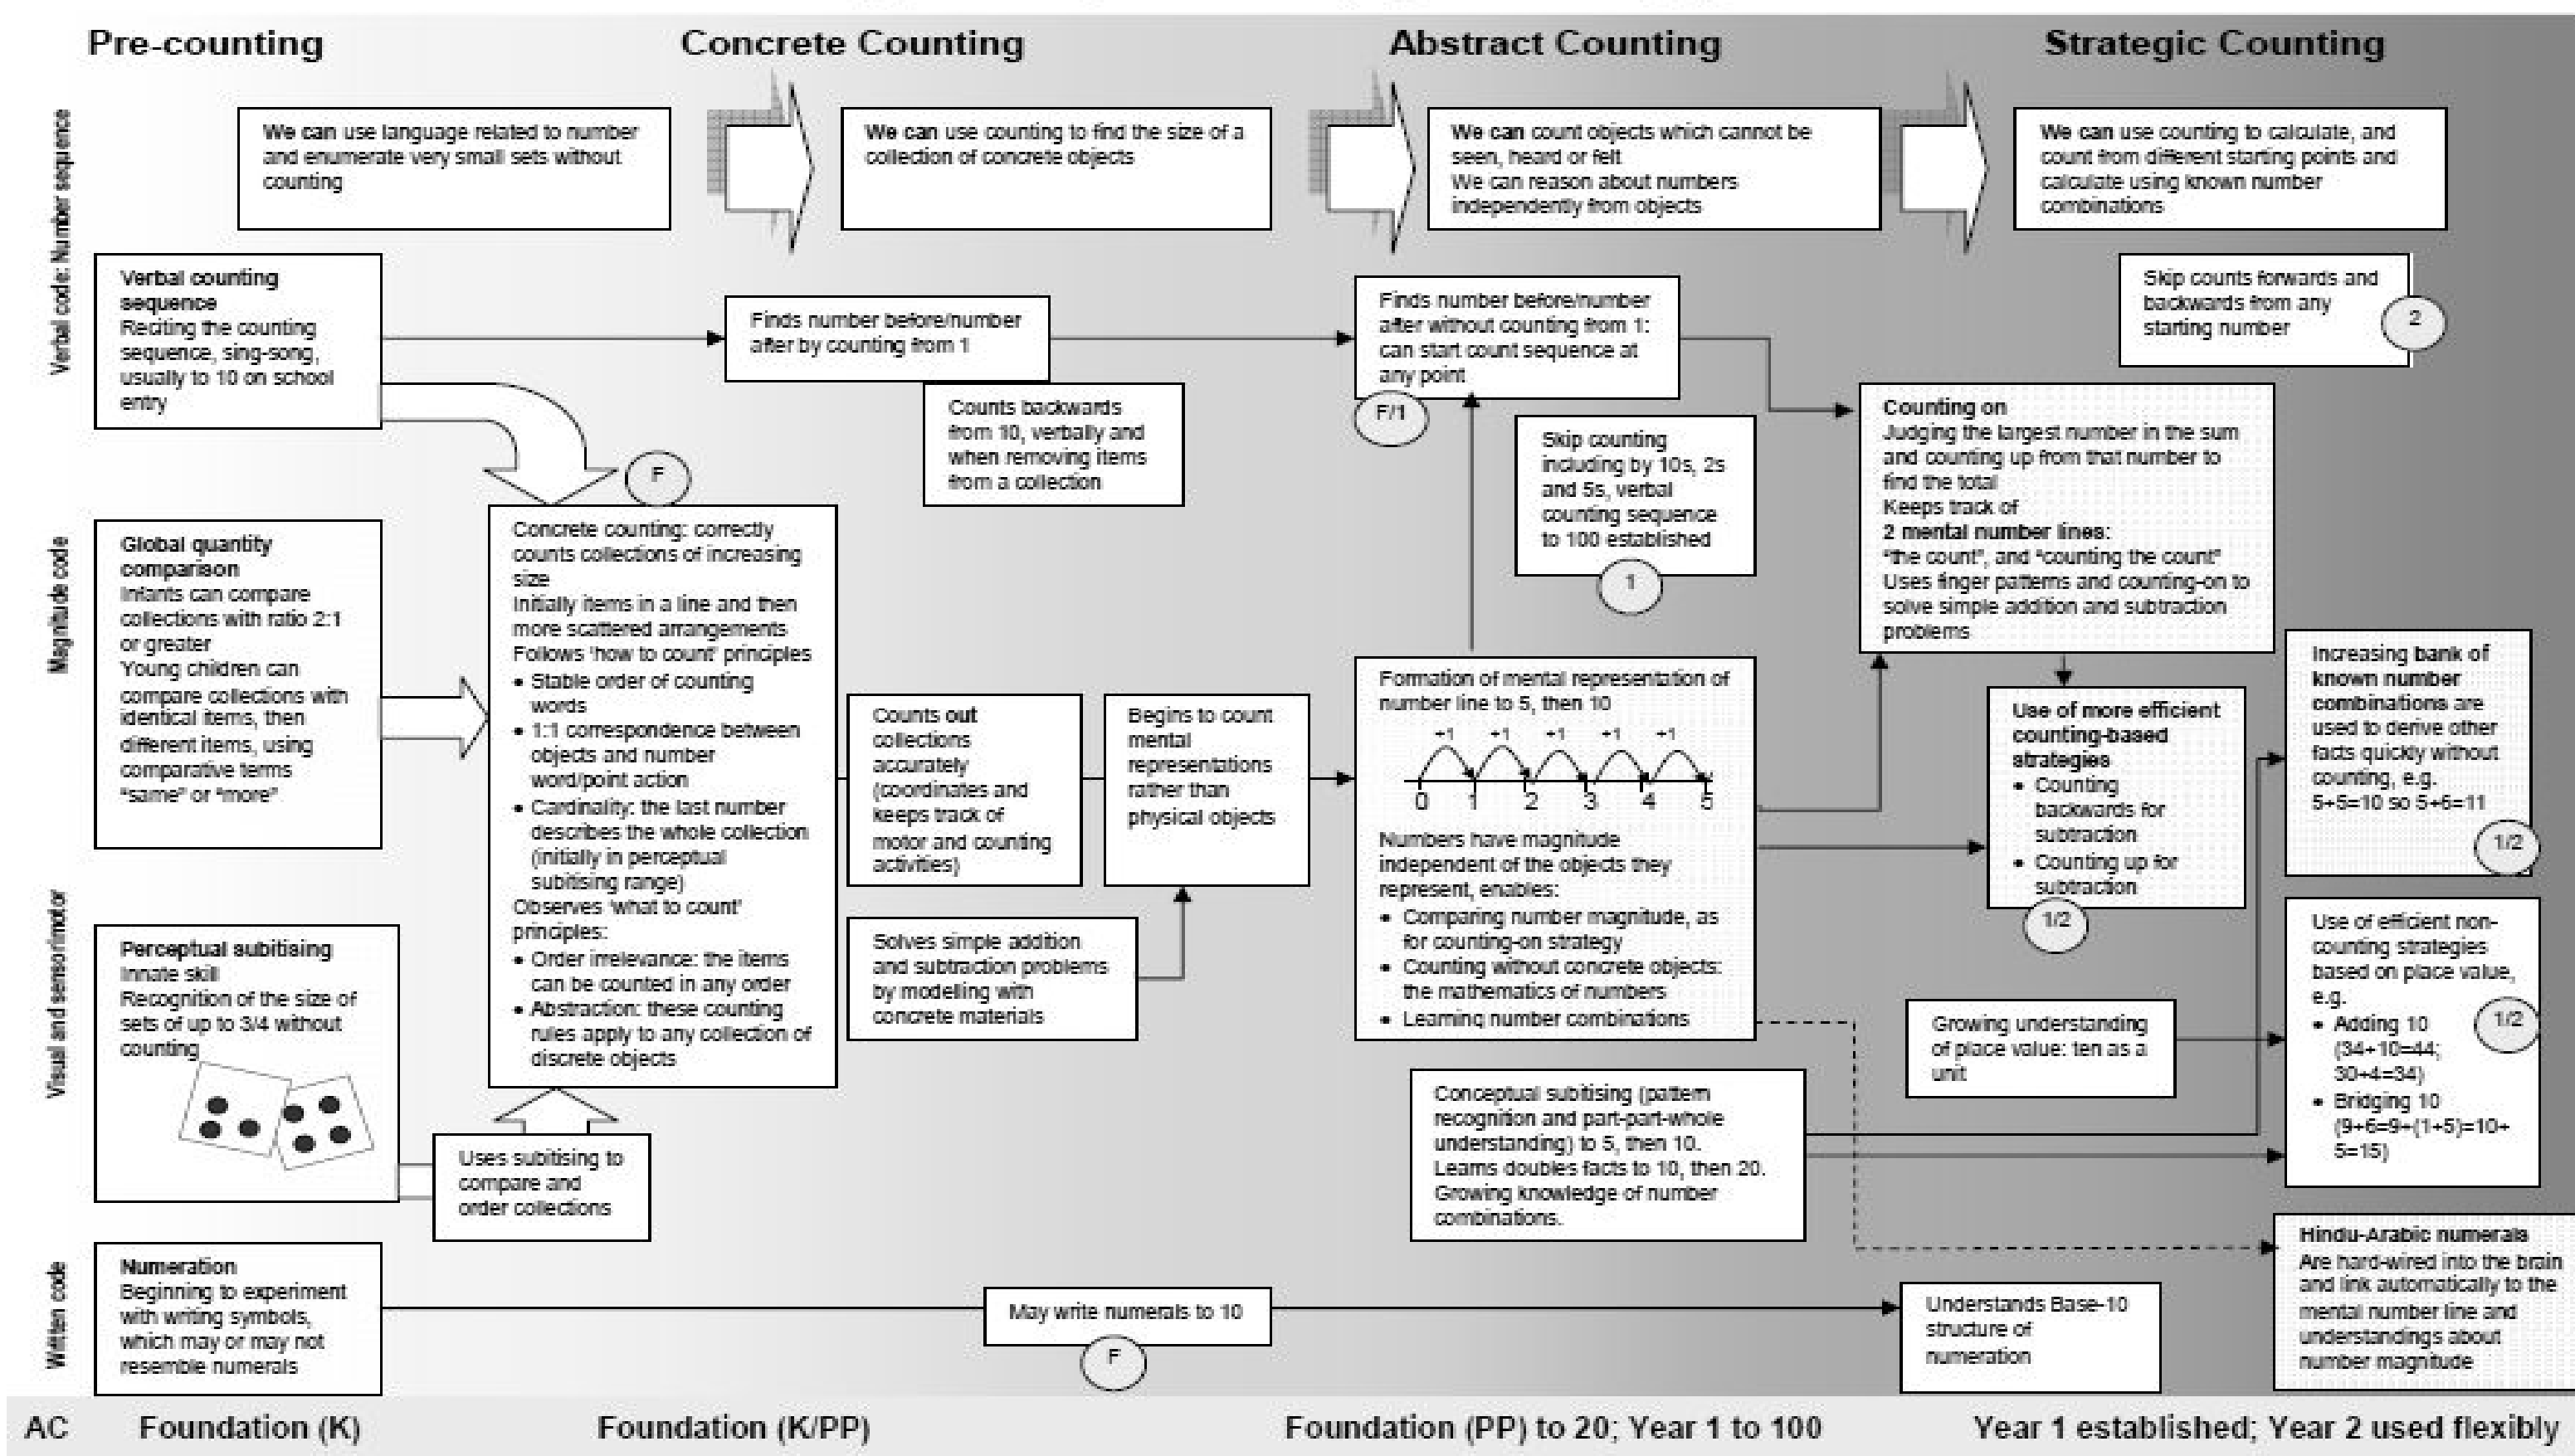 Pre-counting
Concrete Counting
Abstract Counting
Strategic Counting
Verbal code: Number sequence
We can use language related to number
and enumerate very small sets without
counting
We can use counting to find the size of a
collection of concrete objects
We can count objects which cannot be
seen, heard or felt
We can reason about numbers
independently from objects
We can use counting to calculate, and
count from different starting points and
calculate using known number
combinations
Verbal counting
sequence
Reciting the counting
sequence, sing-song,
usually to 10 on school
entry
Finds number before/number
after by counting from 1
Counts backwards
from 10, verbally and
when removing items
from a collection
Finds number before/number
after without counting from 1:
can start count sequence at
any point
F/1
Skip counting
including by 10s, 2s
and 5s, verbal
counting sequence
to 100 established
1
Skip counts forwards and
backwards from any
starting number
2
Counting on
Judging the largest number in the sum
and counting up from that number to
find the total
Keeps track of
2 mental number lines:
"the count", and "counting the count"
Uses finger patterns and counting-on to
solve simple addition and subtraction
problems
Magnitude code
Global quantity
comparison
Infants can compare
collections with ratio 2:1
or greater
Young children can
compare collections with
identical items, then
different items, using
comparative terms
"same" or "more"
F
Concrete counting: correctly
counts collections of increasing
size
Initially items in a line and then
more scattered arrangements
Follows 'how to count' principles
• Stable order of counting
words
• 1:1 correspondence between
objects and number
word/point action
• Cardinality: the last number
describes the whole collection
(initially in perceptual
subitising range)
Observes 'what to count'
principles:
• Order irrelevance: the items
can be counted in any order
• Abstraction: these counting
rules apply to any collection of
discrete objects
Counts out
collections
accurately
(coordinates and
keeps track of
motor and counting
activities)
Begins to count
mental
representations
rather than
physical objects
Solves simple addition
and subtraction problems
by modelling with
concrete materials
Formation of mental representation of
number line to 5, then 10
+1 +1 +1 +1 +1
0 1 2 3 4 5
Numbers have magnitude
independent of the objects they
represent, enables:
• Comparing number magnitude, as
for counting-on strategy
• Counting without concrete objects:
the mathematics of numbers
• Learning number combinations
Use of more efficient
counting-based
strategies
• Counting
backwards for
subtraction
• Counting up for
subtraction
1/2
Increasing bank of
known number
combinations are
used to derive other
facts quickly without
counting, e.g.
5+5=10 so 5+6=11
1/2
Visual and sensorimotor
Perceptual subitising
Innate skill
Recognition of the size of
sets of up to 3/4 without
counting
Uses subitising to
compare and
order collections
Conceptual subitising (pattern
recognition and part-part-whole
understanding) to 5, then 10.
Learns doubles facts to 10, then 20.
Growing knowledge of number
combinations.
Growing understanding
of place value: ten as a
unit
Use of efficient non-
counting strategies
based on place value,
e.g.
• Adding 10
(34+10=44;
30+4=34)
• Bridging 10
(9+6=9+(1+5)=10+
5=15)
1/2
Written code
Numeration
Beginning to experiment
with writing symbols,
which may or may not
resemble numerals
May write numerals to 10
F
Understands Base-10
structure of
numeration
Hindu-Arabic numerals
Are hard-wired into the brain
and link automatically to the
mental number line and
understandings about
number magnitude
AC
Foundation (K)
Foundation (K/PP)
Foundation (PP) to 20; Year 1 to 100
Year 1 established; Year 2 used flexibly